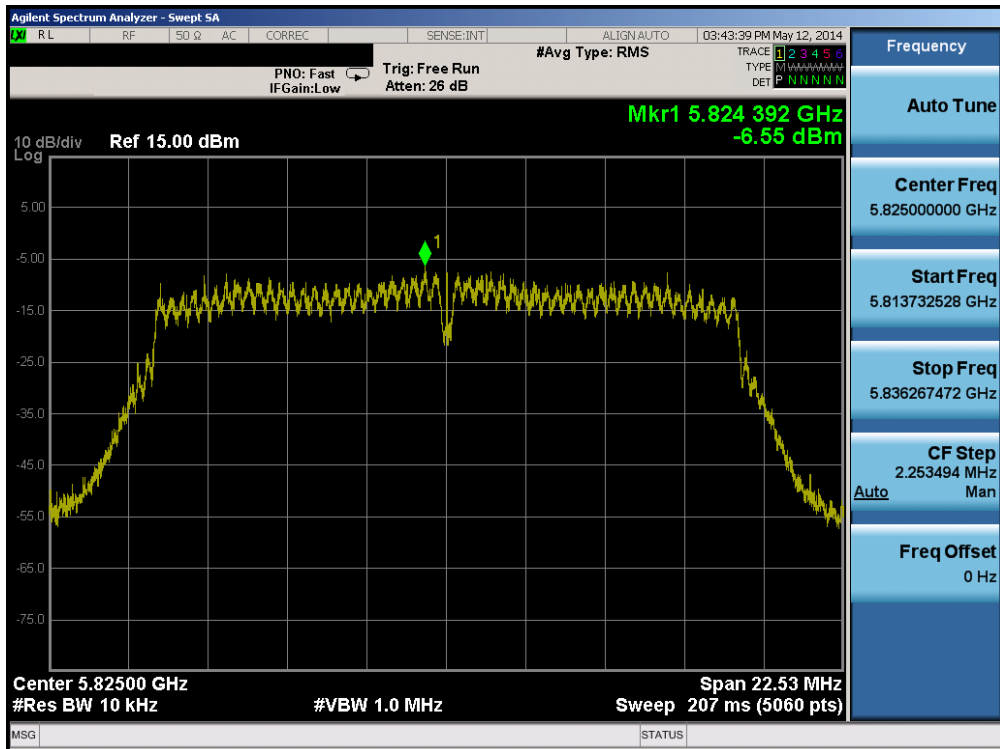 Agilent Spectrum Analyzer - Swept SA
LXI RL RF 50 Ω AC CORREC SENSE:INT ALIGN AUTO 03:43:39 PM May 12, 2014
#Avg Type: RMS TRACE 1 2 3 4 5 6
PNO: Fast Trig: Free Run TYPE M WWWWW
IFGain:Low Atten: 26 dB DET P N N N N N
Mkr1 5.824 392 GHz
-6.55 dBm
10 dB/div Ref 15.00 dBm
Log
5.00
1
-5.00
-15.0
-25.0
-35.0
-45.0
-55.0
-65.0
-75.0
Center 5.82500 GHz Span 22.53 MHz
#Res BW 10 kHz #VBW 1.0 MHz Sweep 207 ms (5060 pts)
MSG STATUS
Frequency
Auto Tune
Center Freq
5.825000000 GHz
Start Freq
5.813732528 GHz
Stop Freq
5.836267472 GHz
CF Step
2.253494 MHz
Auto Man
Freq Offset
0 Hz